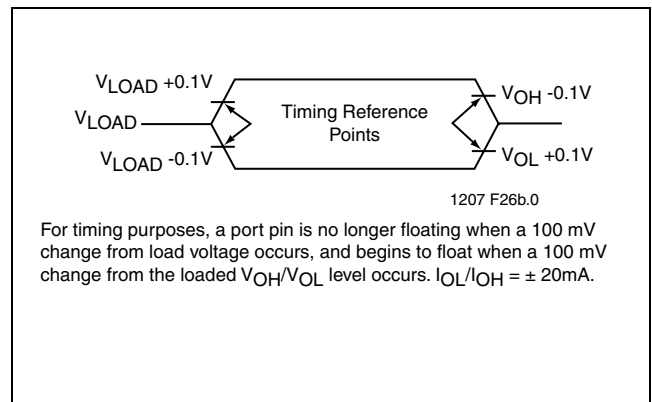 VLOAD +0.1V
VLOAD
VLOAD -0.1V
Timing Reference
Points
VOH -0.1V
VOL +0.1V
1207 F26b.0
For timing purposes, a port pin is no longer floating when a 100 mV
change from load voltage occurs, and begins to float when a 100 mV
change from the loaded VOH/VOL level occurs. IOL/IOH = ± 20mA.